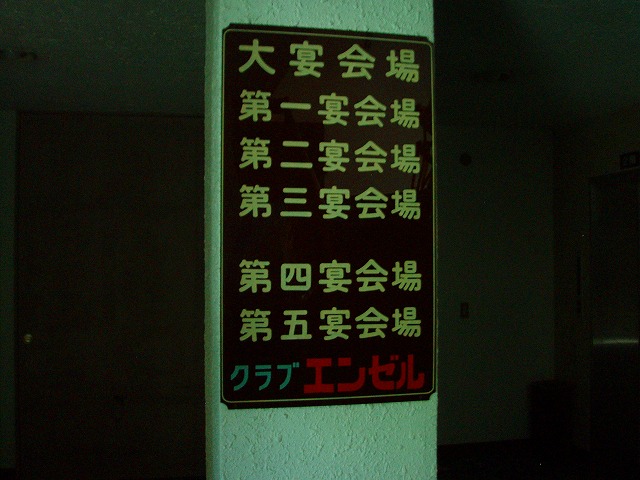 大宴会場
第一宴会場
第二宴会場
第三宴会場
第四宴会場
第五宴会場
クラブ エンゼル